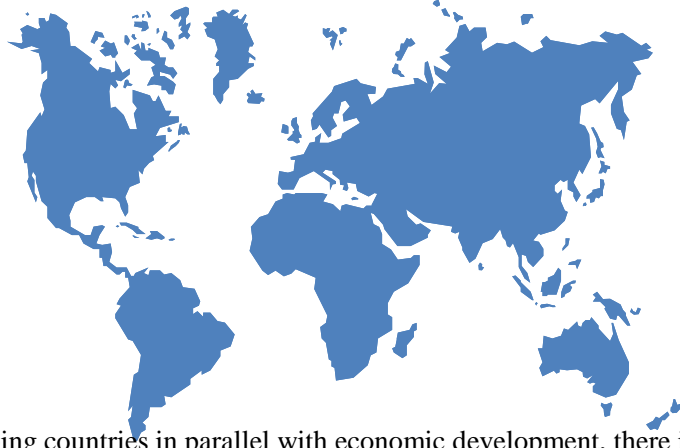 ing countries in parallel with economic development, there